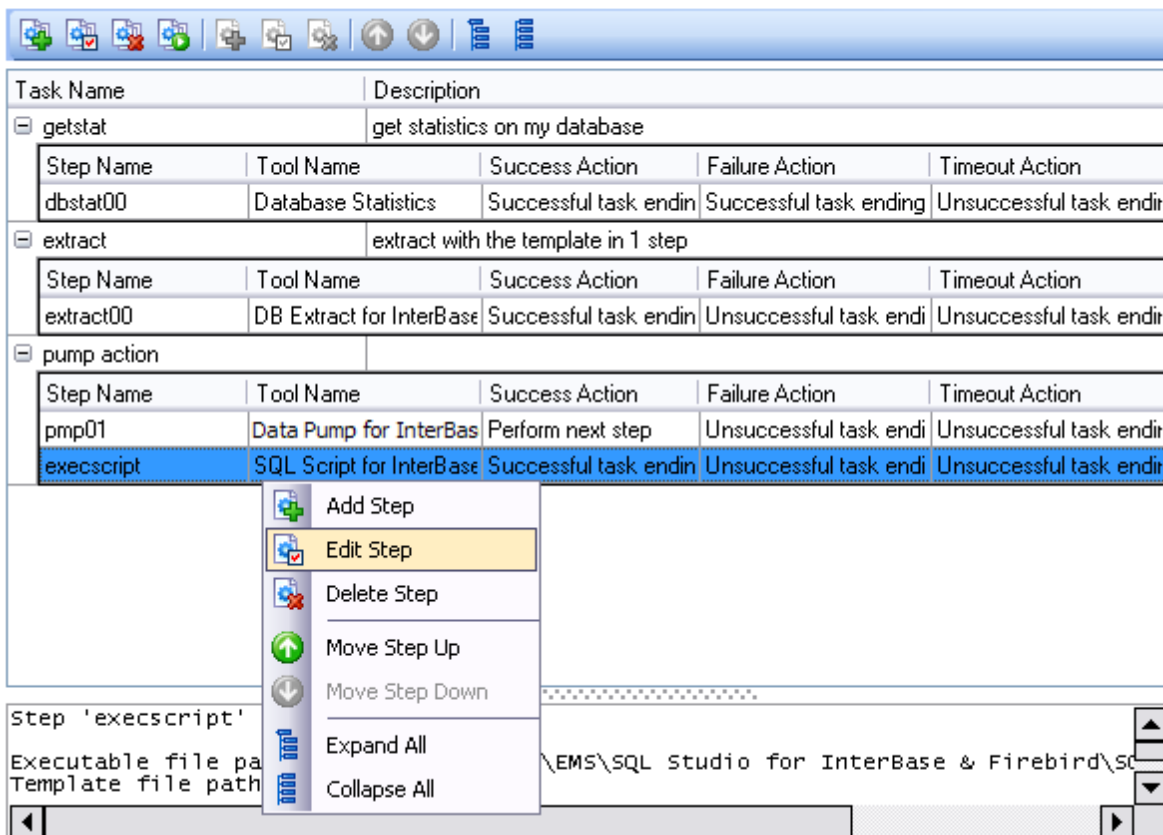 Task Name Description
getstat get statistics on my database
Step Name Tool Name Success Action Failure Action Timeout Action
dbstat00 Database Statistics Successful task endin Successful task ending Unsuccessful task endin
extract extract with the template in 1 step
Step Name Tool Name Success Action Failure Action Timeout Action
extract00 DB Extract for InterBase Successful task endin Unsuccessful task endi Unsuccessful task endin
pump action
Step Name Tool Name Success Action Failure Action Timeout Action
pmp01 Data Pump for InterBas Perform next step Unsuccessful task endi Unsuccessful task endin
execscript SQL Script for InterBase Successful task endin Unsuccessful task endi Unsuccessful task endin
Add Step
Edit Step
Delete Step
Move Step Up
Move Step Down
Expand All
Collapse All
Step 'execscript'
Executable file pa \EMS\SQL Studio for InterBase & Firebird\SQ
Template file path